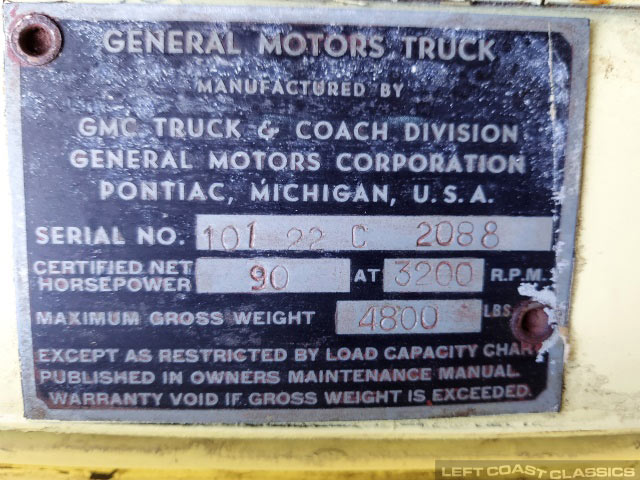 GENERAL MOTORS TRUCK
MANUFACTURED BY
GMC TRUCK & COACH DIVISION
GENERAL MOTORS CORPORATION
PONTIAC, MICHIGAN, U.S.A.
SERIAL NO. 101 22 C 2088
CERTIFIED NET HORSEPOWER 90 AT 3200 R.P.M.
MAXIMUM GROSS WEIGHT 4800 LBS
EXCEPT AS RESTRICTED BY LOAD CAPACITY CHART
PUBLISHED IN OWNERS MAINTENANCE MANUAL.
WARRANTY VOID IF GROSS WEIGHT IS EXCEEDED.
LEFT COAST CLASSICS